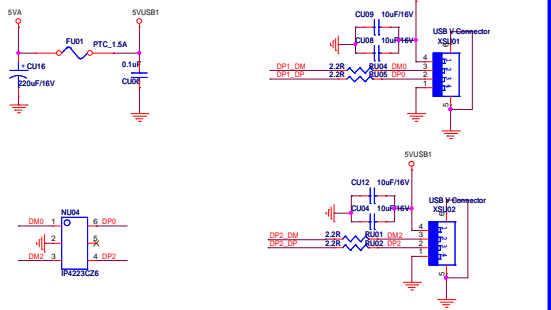 5VA
5VUSB1
FU01
PTC_1.5A
+ CU16
220uF/16V
0.1uF
CU06
CU09 10uF/16V
CU08 10uF/16V
USB V Connector
XSU01
DP1_DM 2.2R RU04 DM0
DP1_DP 2.2R RU05 DP0
4
3
2
1
5
6
5VUSB1
CU12 10uF/16V
CU04 10uF/16V
USB V Connector
XSU02
DP2_DM 2.2R RU01 DM2
DP2_DP 2.2R RU02 DP2
4
3
2
1
5
6
NU04
DM0 1 6 DP0
2 5
DM2 3 4 DP2
IP4223CZ6